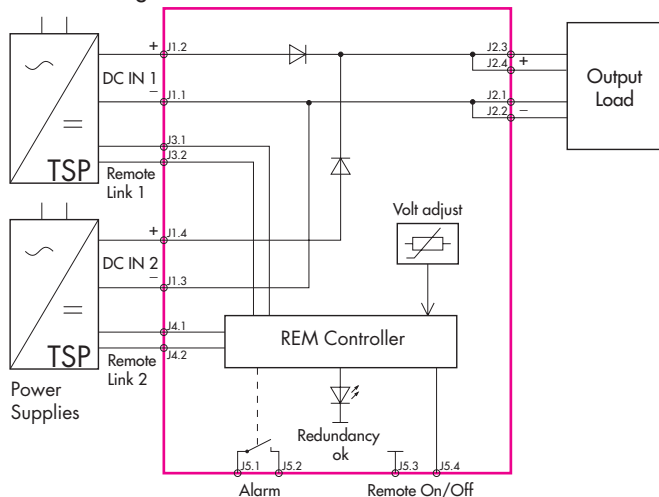 +
J1.2
DC IN 1
–
J1.1
J3.1
J3.2
TSP
Remote
Link 1
J2.3
J2.4
+
J2.1
J2.2
–
Output
Load
+
J1.4
DC IN 2
–
J1.3
J4.1
J4.2
TSP
Remote
Link 2
Power
Supplies
Volt adjust
REM Controller
Redundancy
ok
J5.1
J5.2
J5.3
J5.4
Alarm
Remote On/Off